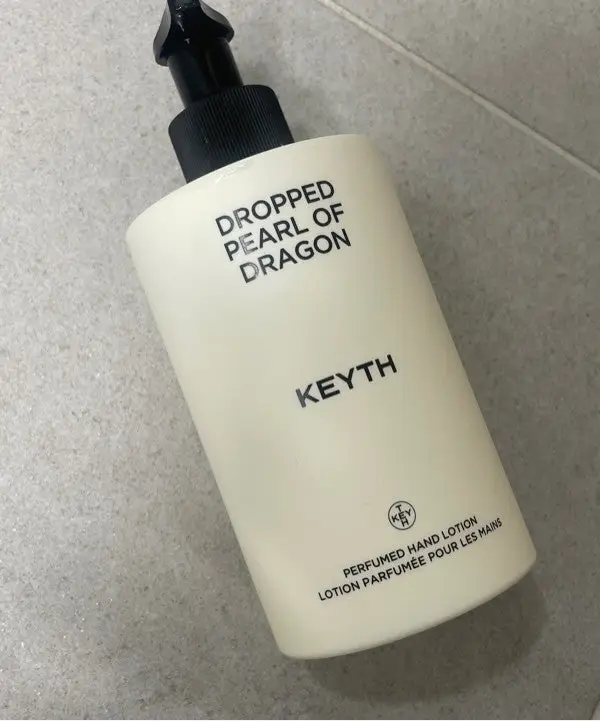 DROPPED
PEARL OF
DRAGON
KEYTH
T
KEY
H
PERFUMED HAND LOTION
LOTION PARFUMÉE POUR LES MAINS